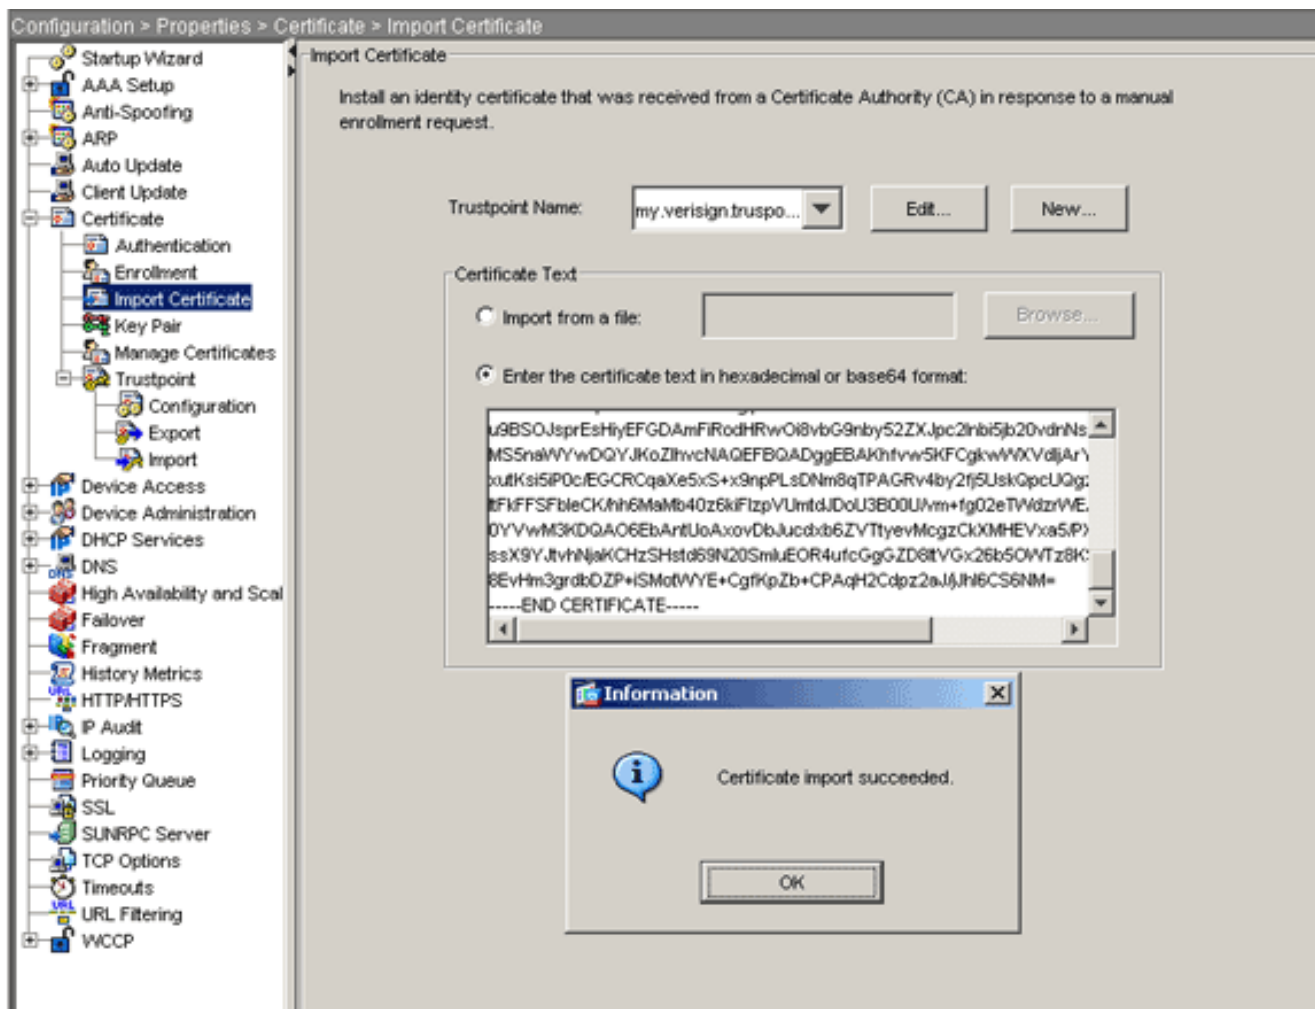 Configuration > Properties > Certificate > Import Certificate
Startup Wizard
AAA Setup
Anti-Spoofing
ARP
Auto Update
Client Update
Certificate
Authentication
Enrollment
Import Certificate
Key Pair
Manage Certificates
Trustpoint
Configuration
Export
Import
Device Access
Device Administration
DHCP Services
DNS
High Availability and Scal
Failover
Fragment
History Metrics
HTTP/HTTPS
IP Audit
Logging
Priority Queue
SSL
SUNRPC Server
TCP Options
Timeouts
URL Filtering
WCCP
Import Certificate
Install an identity certificate that was received from a Certificate Authority (CA) in response to a manual
enrollment request.
Trustpoint Name:
my.verisign.truspo...
Edit...
New...
Certificate Text
Import from a file:
Browse...
Enter the certificate text in hexadecimal or base64 format:
-----END CERTIFICATE-----
Information
Certificate import succeeded.
OK